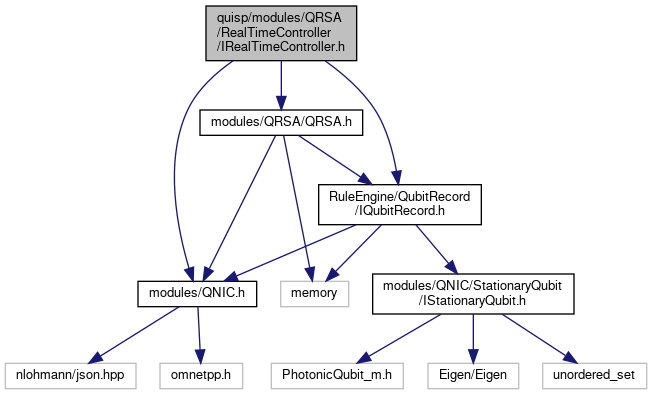 quisp/modules/QRSA
/RealTimeController
/IRealTimeController.h
modules/QRSA/QRSA.h
RuleEngine/QubitRecord
/IQubitRecord.h
modules/QNIC.h
memory
modules/QNIC/StationaryQubit
/IStationaryQubit.h
nlohmann/json.hpp
omnetpp.h
PhotonicQubit_m.h
Eigen/Eigen
unordered_set